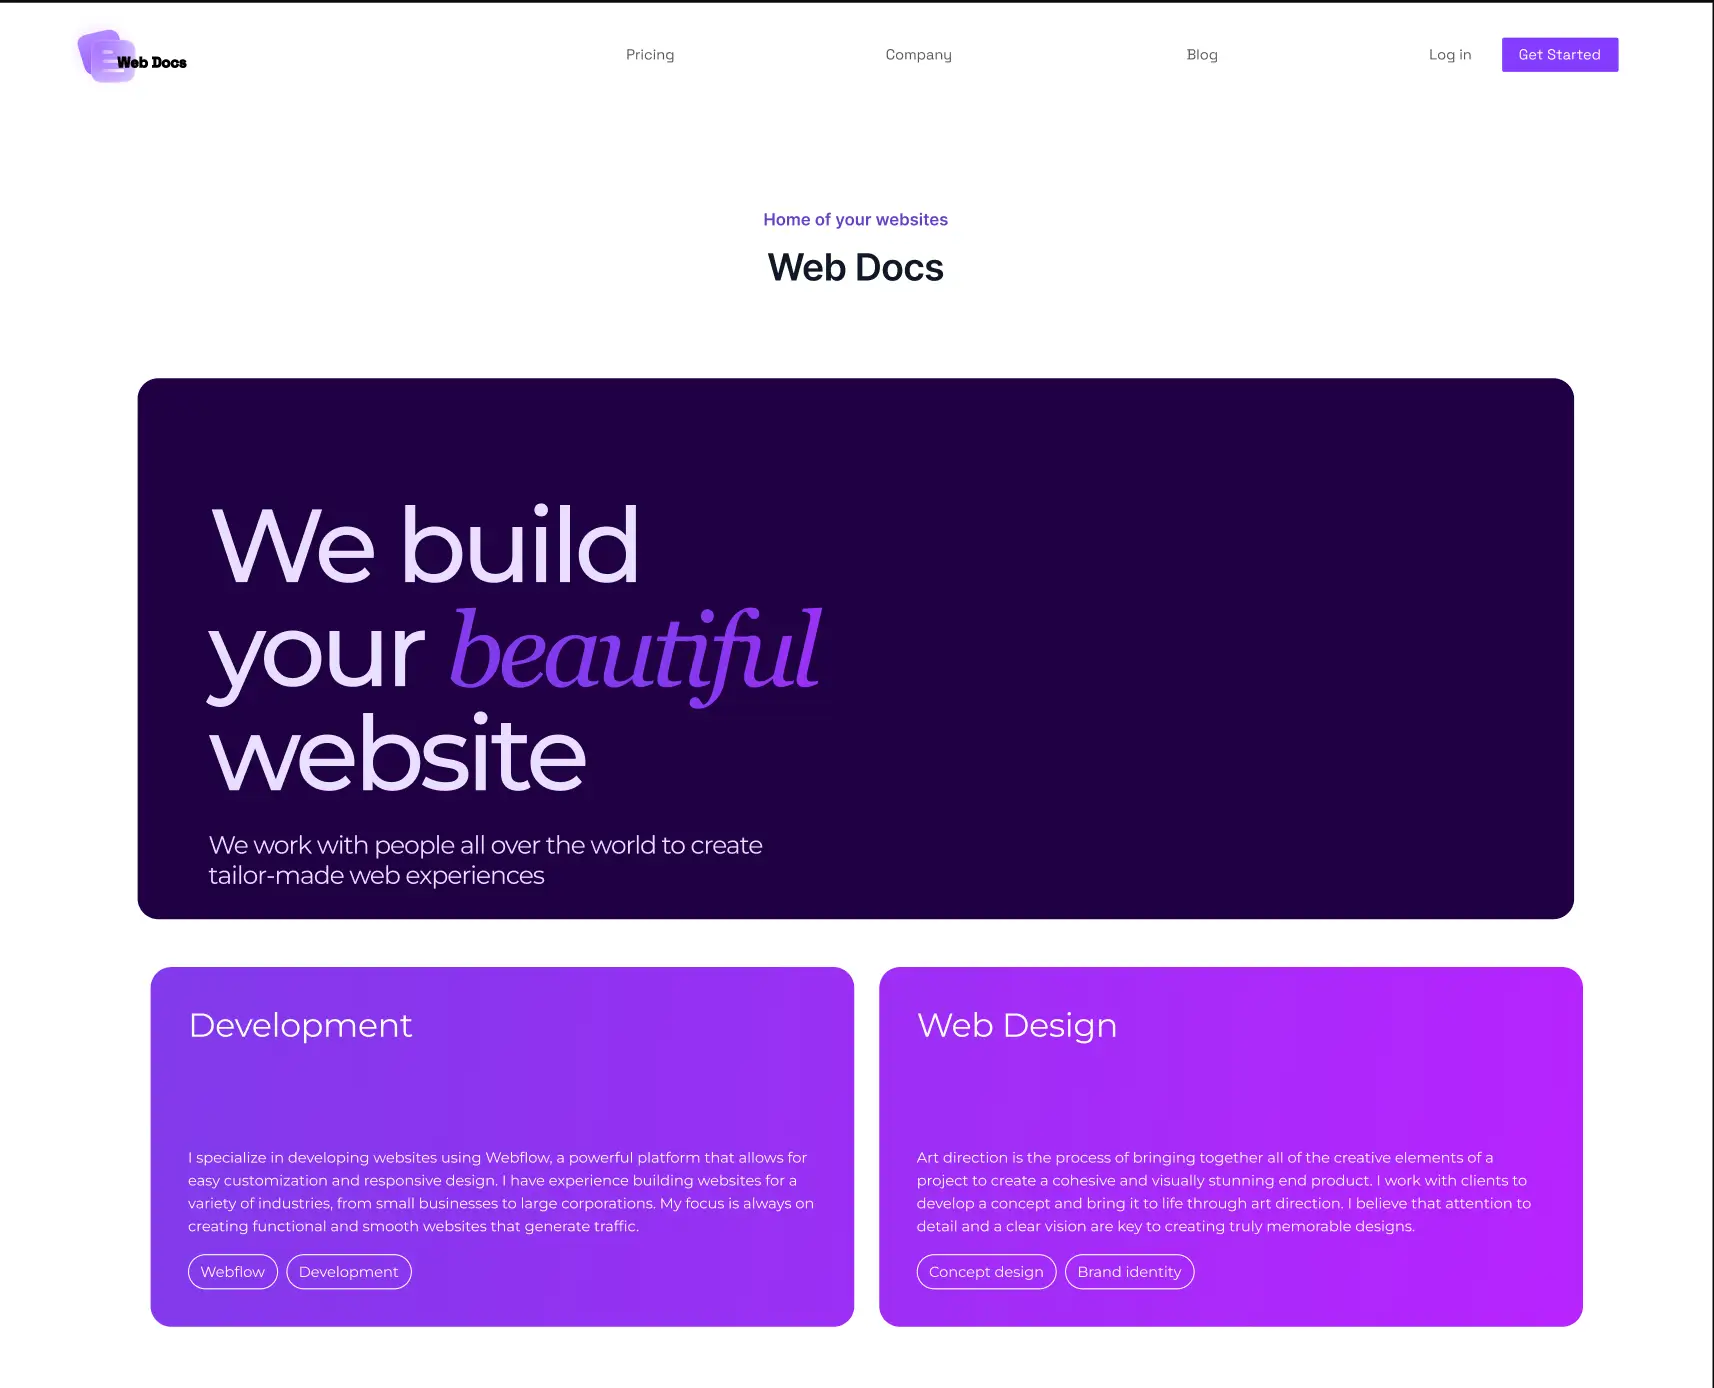 Web Docs
Pricing
Company
Blog
Log in
Get Started
Home of your websites
Web Docs
We build
your beautiful
website
We work with people all over the world to create
tailor-made web experiences
Development
I specialize in developing websites using Webflow, a powerful platform that allows for
easy customization and responsive design. I have experience building websites for a
variety of industries, from small businesses to large corporations. My focus is always on
creating functional and smooth websites that generate traffic.
Webflow
Development
Web Design
Art direction is the process of bringing together all of the creative elements of a
project to create a cohesive and visually stunning end product. I work with clients to
develop a concept and bring it to life through art direction. I believe that attention to
detail and a clear vision are key to creating truly memorable designs.
Concept design
Brand identity